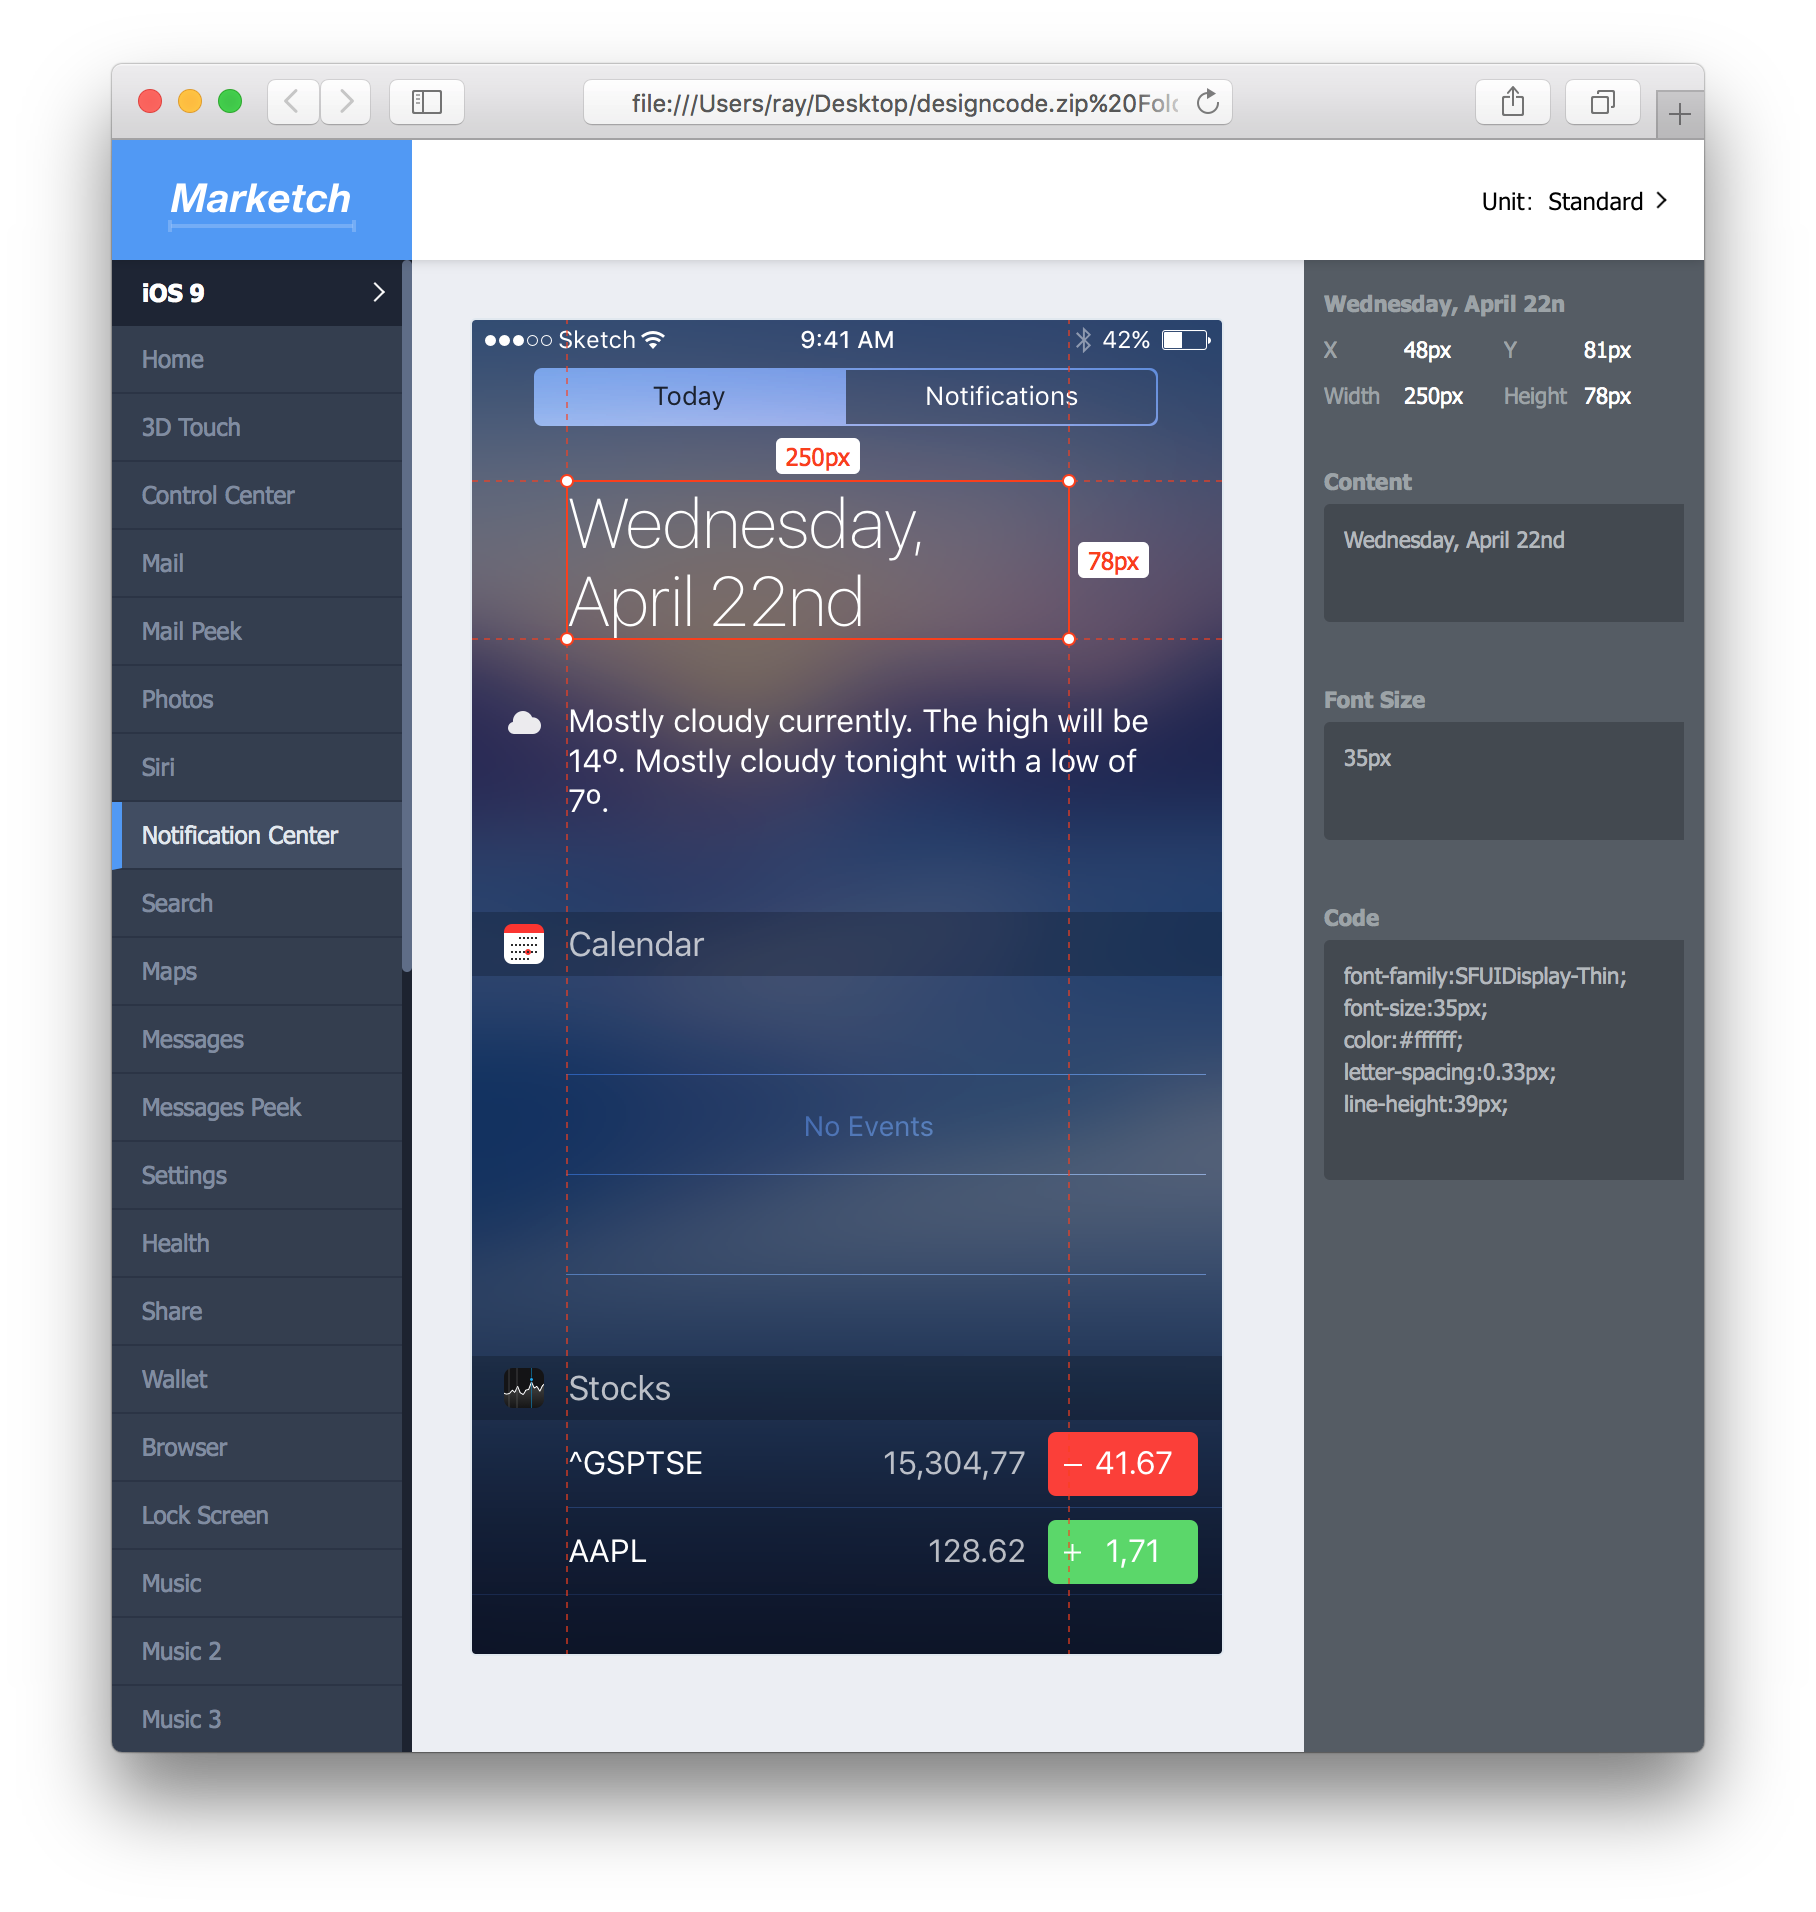 file:///Users/ray/Desktop/designcode.zip%20Fol
Marketch
Unit: Standard
iOS 9
Home
3D Touch
Control Center
Mail
Mail Peek
Photos
Siri
Notification Center
Search
Maps
Messages
Messages Peek
Settings
Health
Share
Wallet
Browser
Lock Screen
Music
Music 2
Music 3
Sketch 9:41 AM 42%
Today Notifications
250px
Wednesday,
April 22nd
78px
Mostly cloudy currently. The high will be
14º. Mostly cloudy tonight with a low of
7º.
Calendar
No Events
Stocks
^GSPTSE 15,304,77 – 41.67
AAPL 128.62 + 1,71
Wednesday, April 22n
X 48px Y 81px
Width 250px Height 78px
Content
Wednesday, April 22nd
Font Size
35px
Code
font-family:SFUIDisplay-Thin;
font-size:35px;
color:#ffffff;
letter-spacing:0.33px;
line-height:39px;